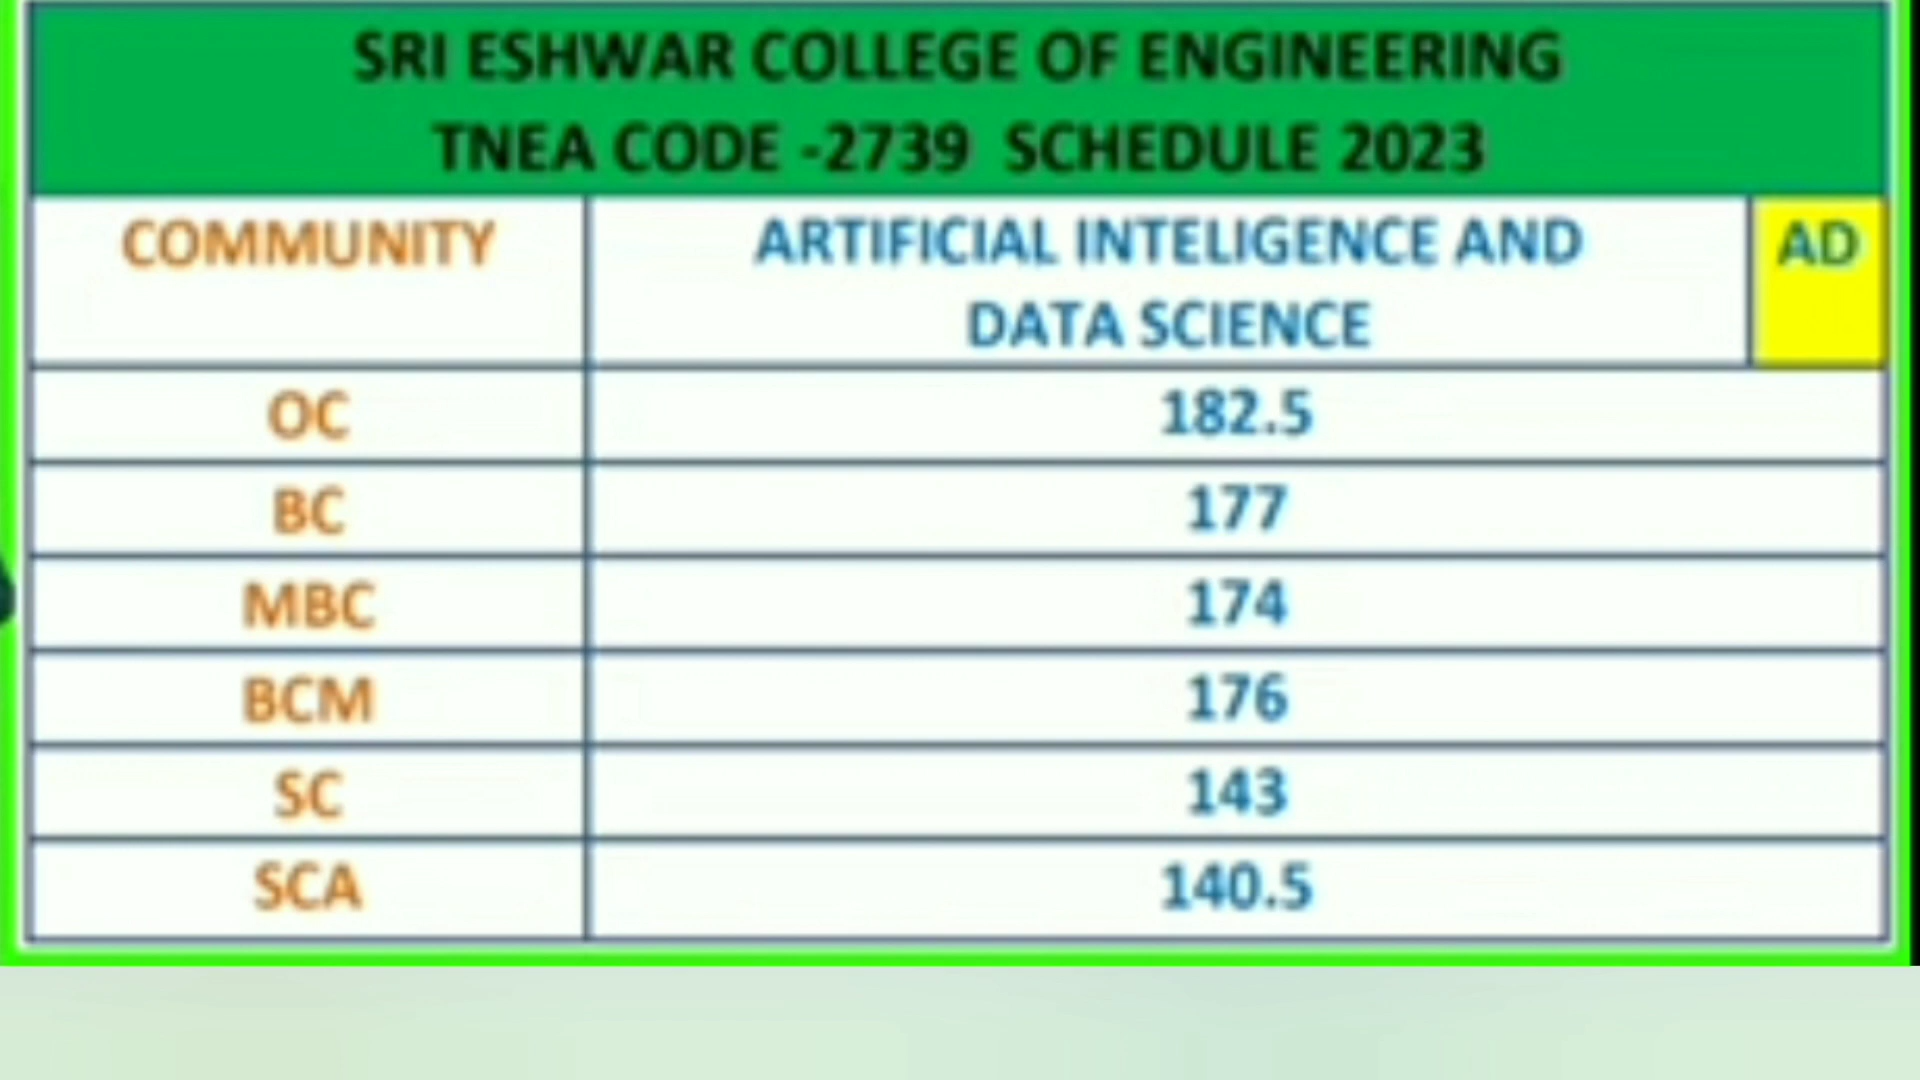 SRI ESHWAR COLLEGE OF ENGINEERING
TNEA CODE -2739 SCHEDULE 2023
COMMUNITY ARTIFICIAL INTELIGENCE AND AD
DATA SCIENCE
OC 182.5
BC 177
MBC 174
BCM 176
SC 143
SCA 140.5